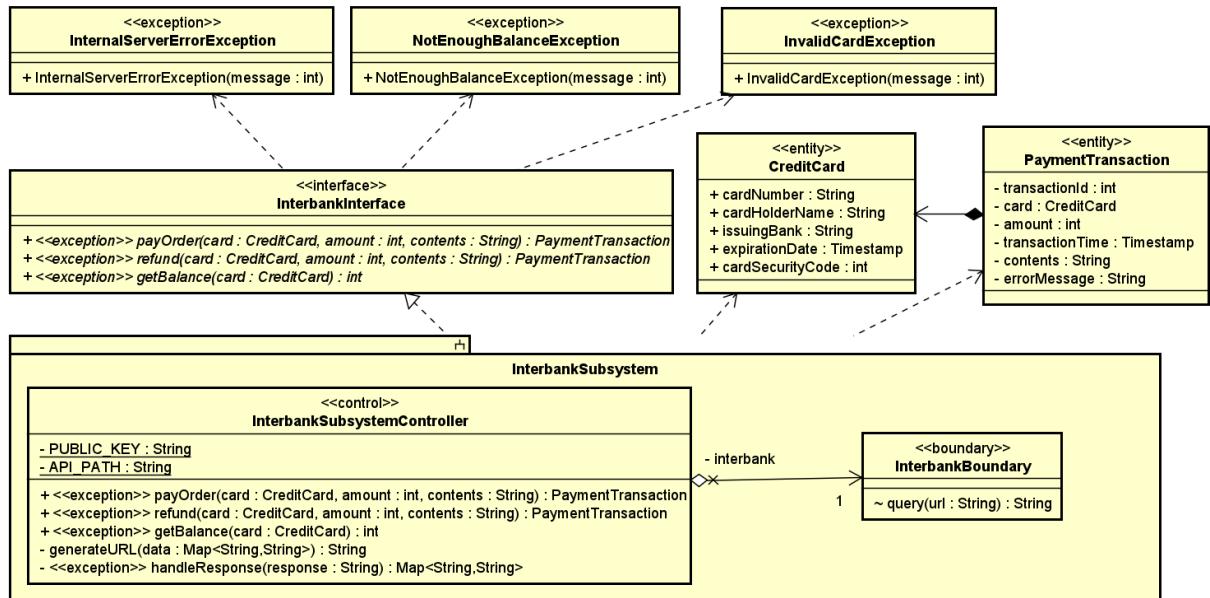 <<exception>>
InternalServerErrorException
+ InternalServerErrorException(message : int)
<<exception>>
NotEnoughBalanceException
+ NotEnoughBalanceException(message : int)
<<exception>>
InvalidCardException
+ InvalidCardException(message : int)
<<interface>>
InterbankInterface
+ <<exception>> payOrder(card : CreditCard, amount : int, contents : String) : PaymentTransaction
+ <<exception>> refund(card : CreditCard, amount : int, contents : String) : PaymentTransaction
+ <<exception>> getBalance(card : CreditCard) : int
<<entity>>
CreditCard
+ cardNumber : String
+ cardHolderName : String
+ issuingBank : String
+ expirationDate : Timestamp
+ cardSecurityCode : int
<<entity>>
PaymentTransaction
- transactionId : int
- card : CreditCard
- amount : int
- transactionTime : Timestamp
- contents : String
- errorMessage : String
InterbankSubsystem
<<control>>
InterbankSubsystemController
- PUBLIC_KEY : String
- API_PATH : String
+ <<exception>> payOrder(card : CreditCard, amount : int, contents : String) : PaymentTransaction
+ <<exception>> refund(card : CreditCard, amount : int, contents : String) : PaymentTransaction
+ <<exception>> getBalance(card : CreditCard) : int
- generateURL(data : Map<String,String>) : String
- <<exception>> handleResponse(response : String) : Map<String,String>
- interbank
1
<<boundary>>
InterbankBoundary
~ query(url : String) : String